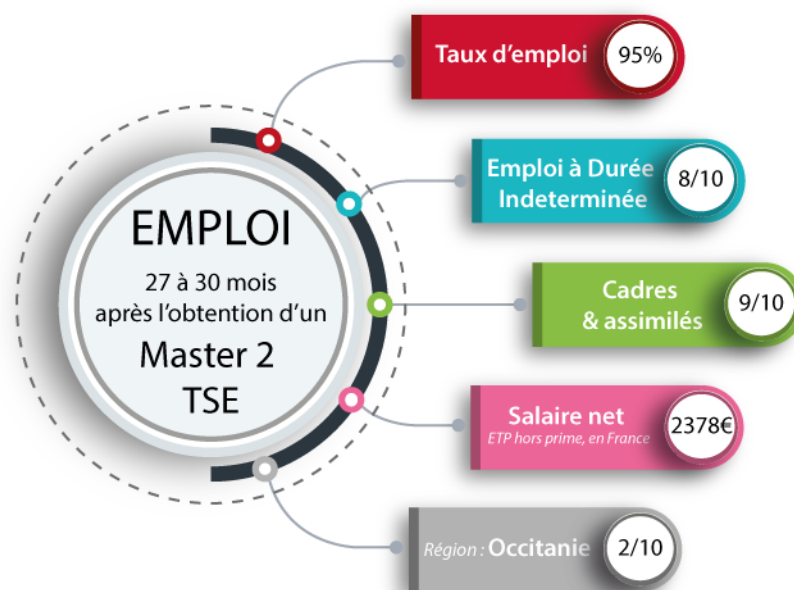 EMPLOI
27 à 30 mois
après l'obtention d'un
Master 2
TSE
Taux d'emploi 95%
Emploi à Durée
Indeterminée
8/10
Cadres
& assimilés
9/10
Salaire net
ETP hors prime, en France
2378€
Région : Occitanie 2/10